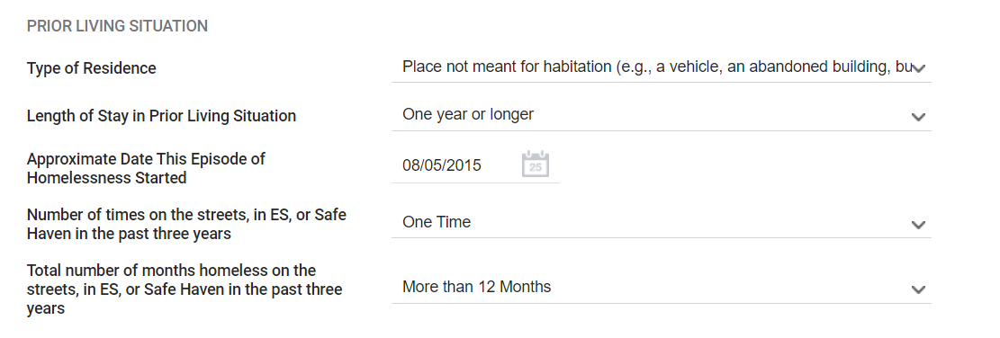 PRIOR LIVING SITUATION
Type of Residence
Place not meant for habitation (e.g., a vehicle, an abandoned building, bu
Length of Stay in Prior Living Situation
One year or longer
Approximate Date This Episode of
Homelessness Started
08/05/2015
25
Number of times on the streets, in ES, or Safe
Haven in the past three years
One Time
Total number of months homeless on the
streets, in ES, or Safe Haven in the past three
years
More than 12 Months